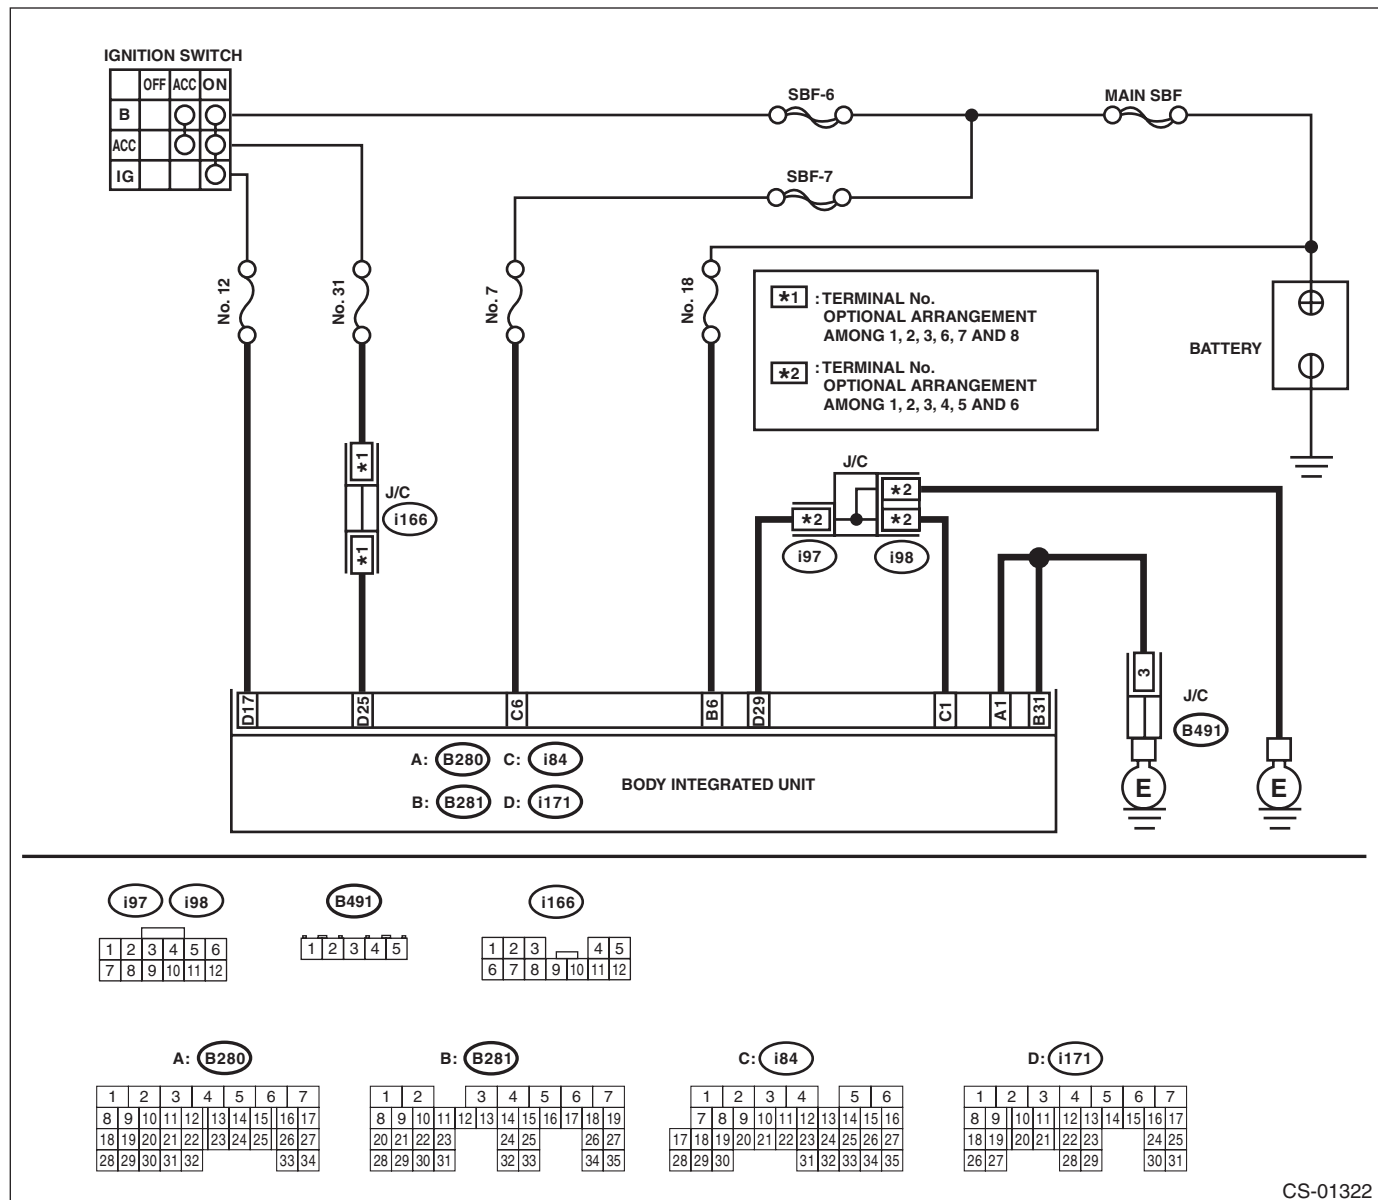 IGNITION SWITCH
OFF ACC ON
B
ACC
IG
SBF-6
MAIN SBF
SBF-7
No. 12
No. 31
No. 7
No. 18
*1 : TERMINAL No.
OPTIONAL ARRANGEMENT
AMONG 1, 2, 3, 6, 7 AND 8
*2 : TERMINAL No.
OPTIONAL ARRANGEMENT
AMONG 1, 2, 3, 4, 5 AND 6
BATTERY
*1
J/C
i166
*1
J/C
*2
*2 *2
i97 i98
3
J/C
B491
D17 D25 C6 B6 D29 C1 A1 B31
A: B280 C: i84
BODY INTEGRATED UNIT
B: B281 D: i171
E E
i97 i98 B491 i166
1 2 3 4 5 6
7 8 9 10 11 12
1 2 3 4 5
1 2 3 4 5
6 7 8 9 10 11 12
A: B280
1 2 3 4 5 6 7
8 9 10 11 12 13 14 15 16 17
18 19 20 21 22 23 24 25 26 27
28 29 30 31 32 33 34
B: B281
1 2 3 4 5 6 7
8 9 10 11 12 13 14 15 16 17 18 19
20 21 22 23 24 25 26 27
28 29 30 31 32 33 34 35
C: i84
1 2 3 4 5 6
7 8 9 10 11 12 13 14 15 16
17 18 19 20 21 22 23 24 25 26 27
28 29 30 31 32 33 34 35
D: i171
1 2 3 4 5 6 7
8 9 10 11 12 13 14 15 16 17
18 19 20 21 22 23 24 25
26 27 28 29 30 31
CS-01322